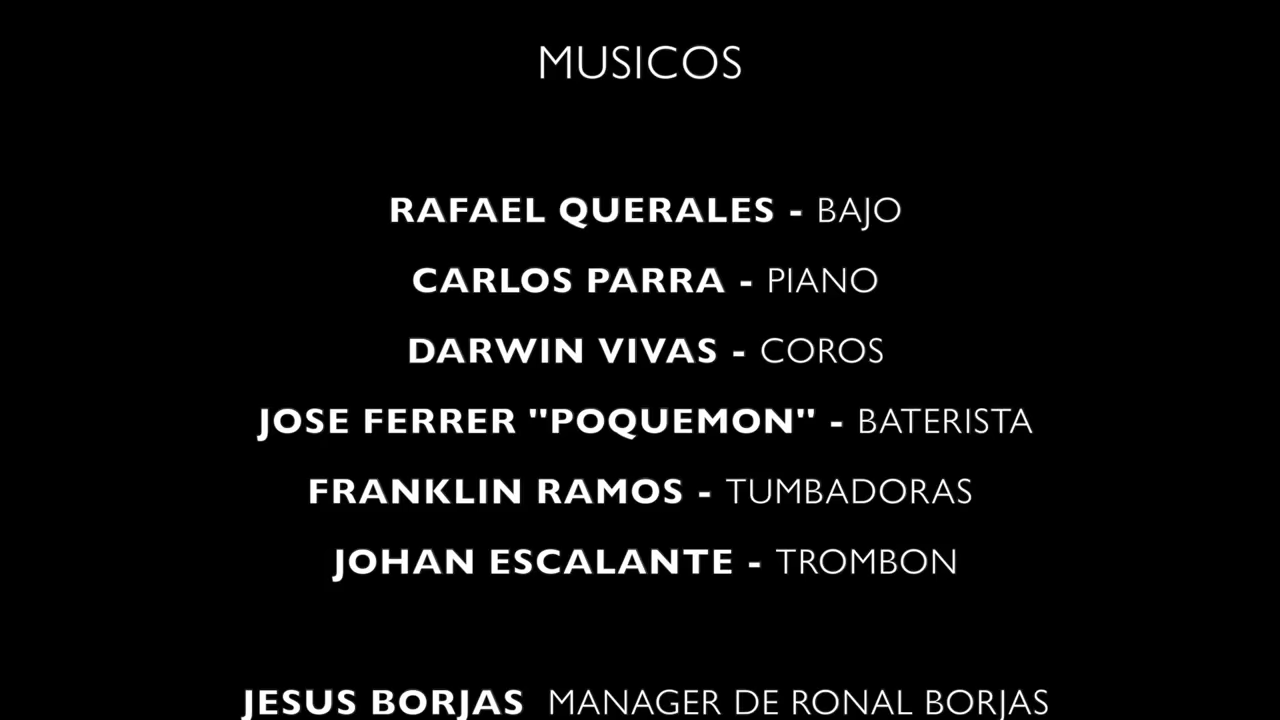 MUSICOS
RAFAEL QUERALES - BAJO
CARLOS PARRA - PIANO
DARWIN VIVAS - COROS
JOSE FERRER "POQUEMON" - BATERISTA
FRANKLIN RAMOS - TUMBADORAS
JOHAN ESCALANTE - TROMBON
JESUS BORJAS MANAGER DE RONAL BORJAS